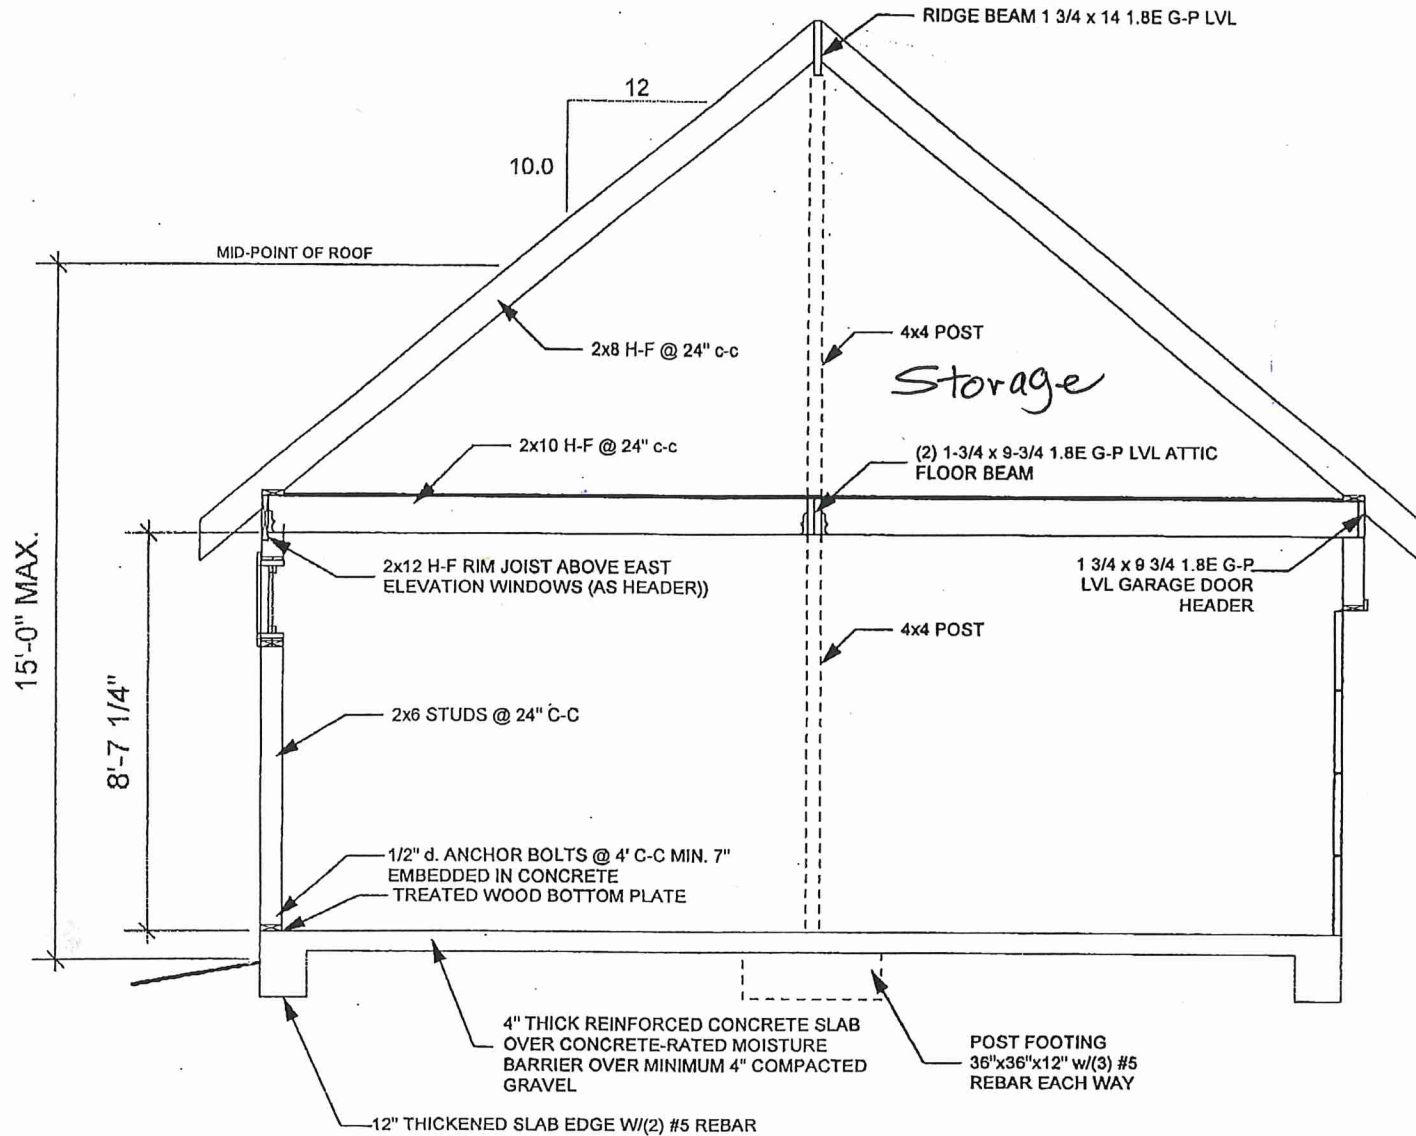 RIDGE BEAM 1 3/4 x 14 1.8E G-P LVL
12
10.0
MID-POINT OF ROOF
2x8 H-F @ 24" c-c
4x4 POST
Storage
2x10 H-F @ 24" c-c
(2) 1-3/4 x 9-3/4 1.8E G-P LVL ATTIC
FLOOR BEAM
15'-0" MAX.
8'-7 1/4"
2x12 H-F RIM JOIST ABOVE EAST
ELEVATION WINDOWS (AS HEADER))
1 3/4 x 9 3/4 1.8E G-P
LVL GARAGE DOOR
HEADER
4x4 POST
2x6 STUDS @ 24" C-C
1/2" d. ANCHOR BOLTS @ 4' C-C MIN. 7"
EMBEDDED IN CONCRETE
TREATED WOOD BOTTOM PLATE
4" THICK REINFORCED CONCRETE SLAB
OVER CONCRETE-RATED MOISTURE
BARRIER OVER MINIMUM 4" COMPACTED
GRAVEL
POST FOOTING
36"x36"x12" w/(3) #5
REBAR EACH WAY
12" THICKENED SLAB EDGE W/(2) #5 REBAR